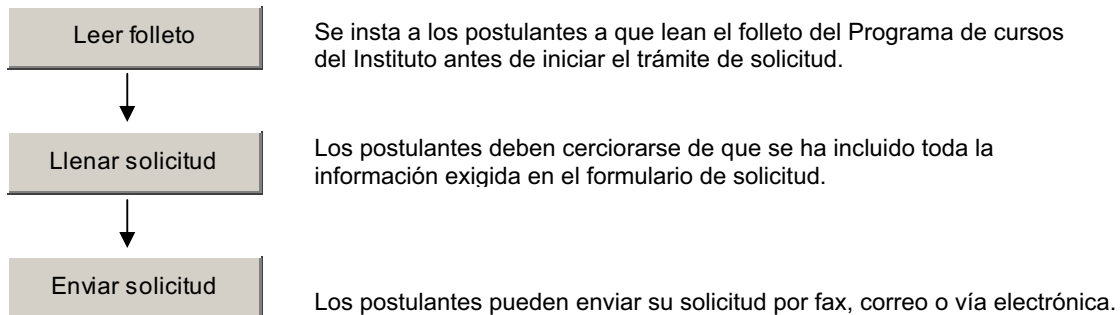 Leer folleto
Se insta a los postulantes a que lean el folleto del Programa de cursos
del Instituto antes de iniciar el trámite de solicitud.
Llenar solicitud
Los postulantes deben cerciorarse de que se ha incluido toda la
información exigida en el formulario de solicitud.
Enviar solicitud
Los postulantes pueden enviar su solicitud por fax, correo o vía electrónica.